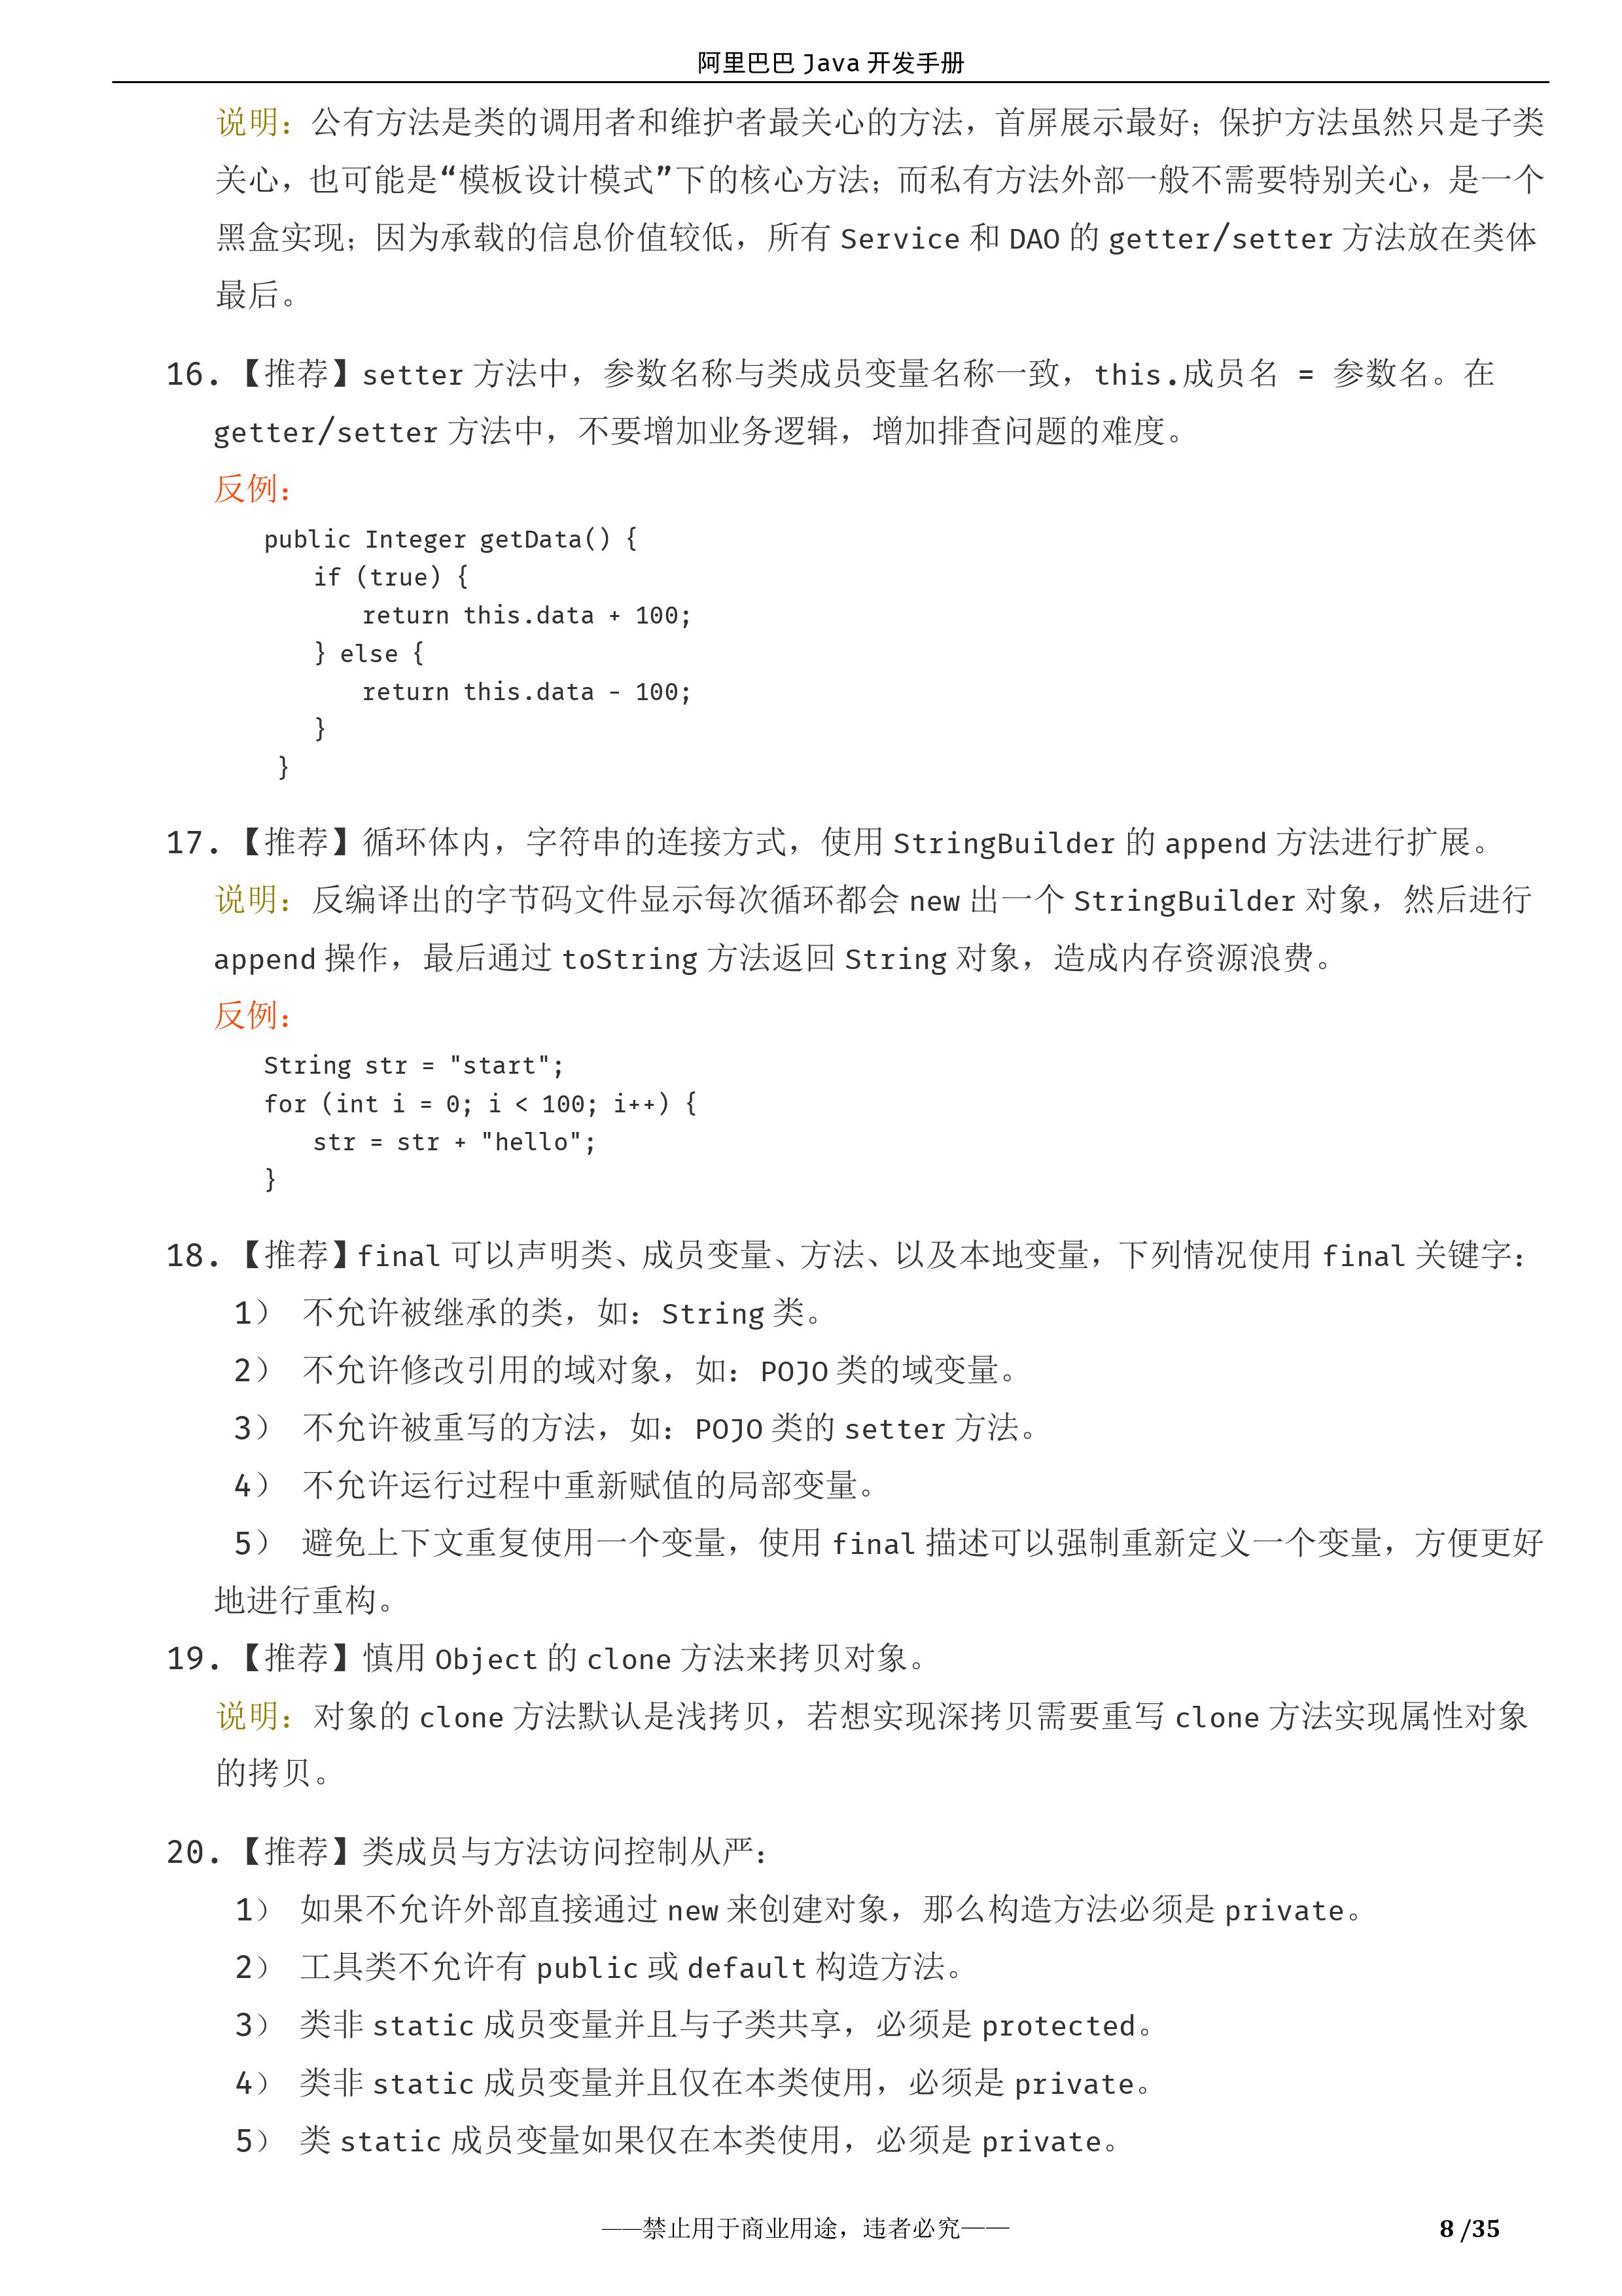 阿里巴巴 Java 开发手册
说明：公有方法是类的调用者和维护者最关心的方法，首屏展示最好；保护方法虽然只是子类
关心，也可能是“模板设计模式”下的核心方法；而私有方法外部一般不需要特别关心，是一个
黑盒实现；因为承载的信息价值较低，所有 Service 和 DAO 的 getter/setter 方法放在类体
最后。
16. 【推荐】setter 方法中，参数名称与类成员变量名称一致，this.成员名 = 参数名。在
getter/setter 方法中，不要增加业务逻辑，增加排查问题的难度。
反例：
public Integer getData() {
if (true) {
return this.data + 100;
} else {
return this.data - 100;
}
}
17. 【推荐】循环体内，字符串的连接方式，使用 StringBuilder 的 append 方法进行扩展。
说明：反编译出的字节码文件显示每次循环都会 new 出一个 StringBuilder 对象，然后进行
append 操作，最后通过 toString 方法返回 String 对象，造成内存资源浪费。
反例：
String str = "start";
for (int i = 0; i < 100; i++) {
str = str + "hello";
}
18. 【推荐】final 可以声明类、成员变量、方法、以及本地变量，下列情况使用 final 关键字：
1） 不允许被继承的类，如：String 类。
2） 不允许修改引用的域对象，如：POJO 类的域变量。
3） 不允许被重写的方法，如：POJO 类的 setter 方法。
4） 不允许运行过程中重新赋值的局部变量。
5） 避免上下文重复使用一个变量，使用 final 描述可以强制重新定义一个变量，方便更好
地进行重构。
19. 【推荐】慎用 Object 的 clone 方法来拷贝对象。
说明：对象的 clone 方法默认是浅拷贝，若想实现深拷贝需要重写 clone 方法实现属性对象
的拷贝。
20. 【推荐】类成员与方法访问控制从严：
1） 如果不允许外部直接通过 new 来创建对象，那么构造方法必须是 private。
2） 工具类不允许有 public 或 default 构造方法。
3） 类非 static 成员变量并且与子类共享，必须是 protected。
4） 类非 static 成员变量并且仅在本类使用，必须是 private。
5） 类 static 成员变量如果仅在本类使用，必须是 private。
——禁止用于商业用途，违者必究—— 8 /35